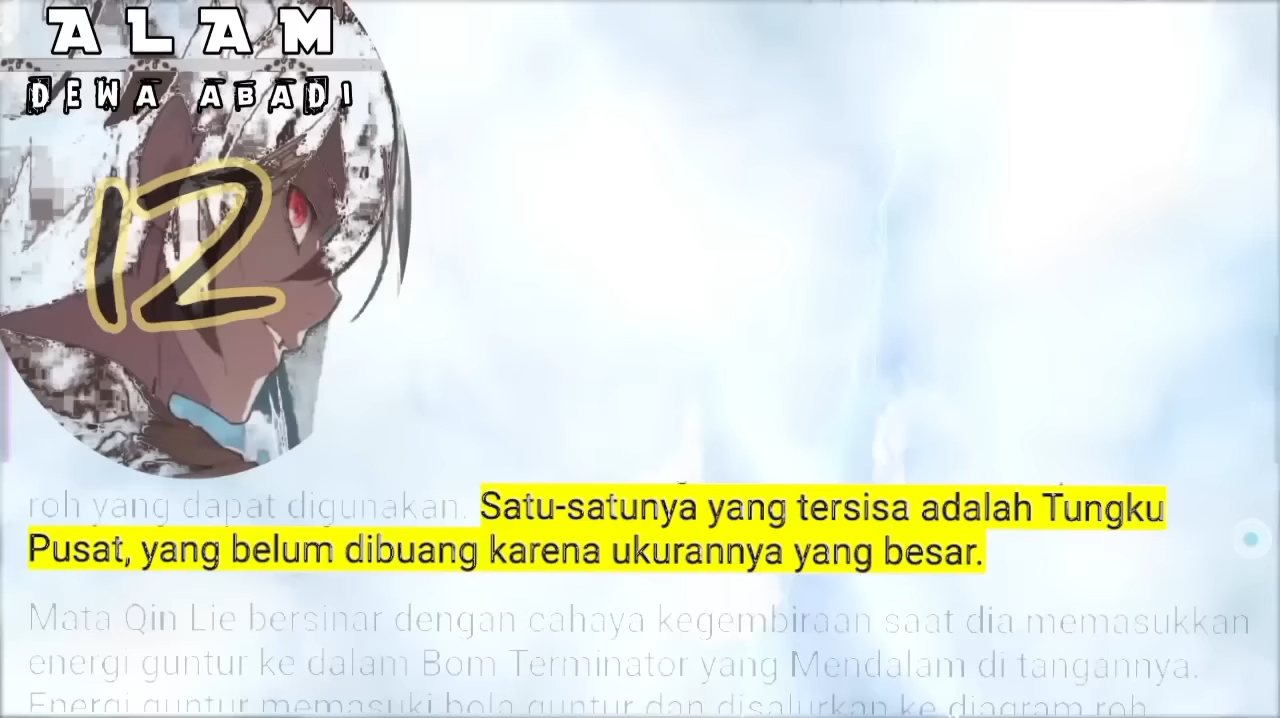 ALAM
DEWA ABADI
12
roh yang dapat digunakan. Satu-satunya yang tersisa adalah Tungku
Pusat, yang belum dibuang karena ukurannya yang besar.
Mata Qin Lie bersinar dengan cahaya kegembiraan saat dia memasukkan
energi guntur ke dalam Bom Terminator yang Mendalam di tangannya.
Energi guntur memasuki bola guntur dan disalurkan ke diagram roh